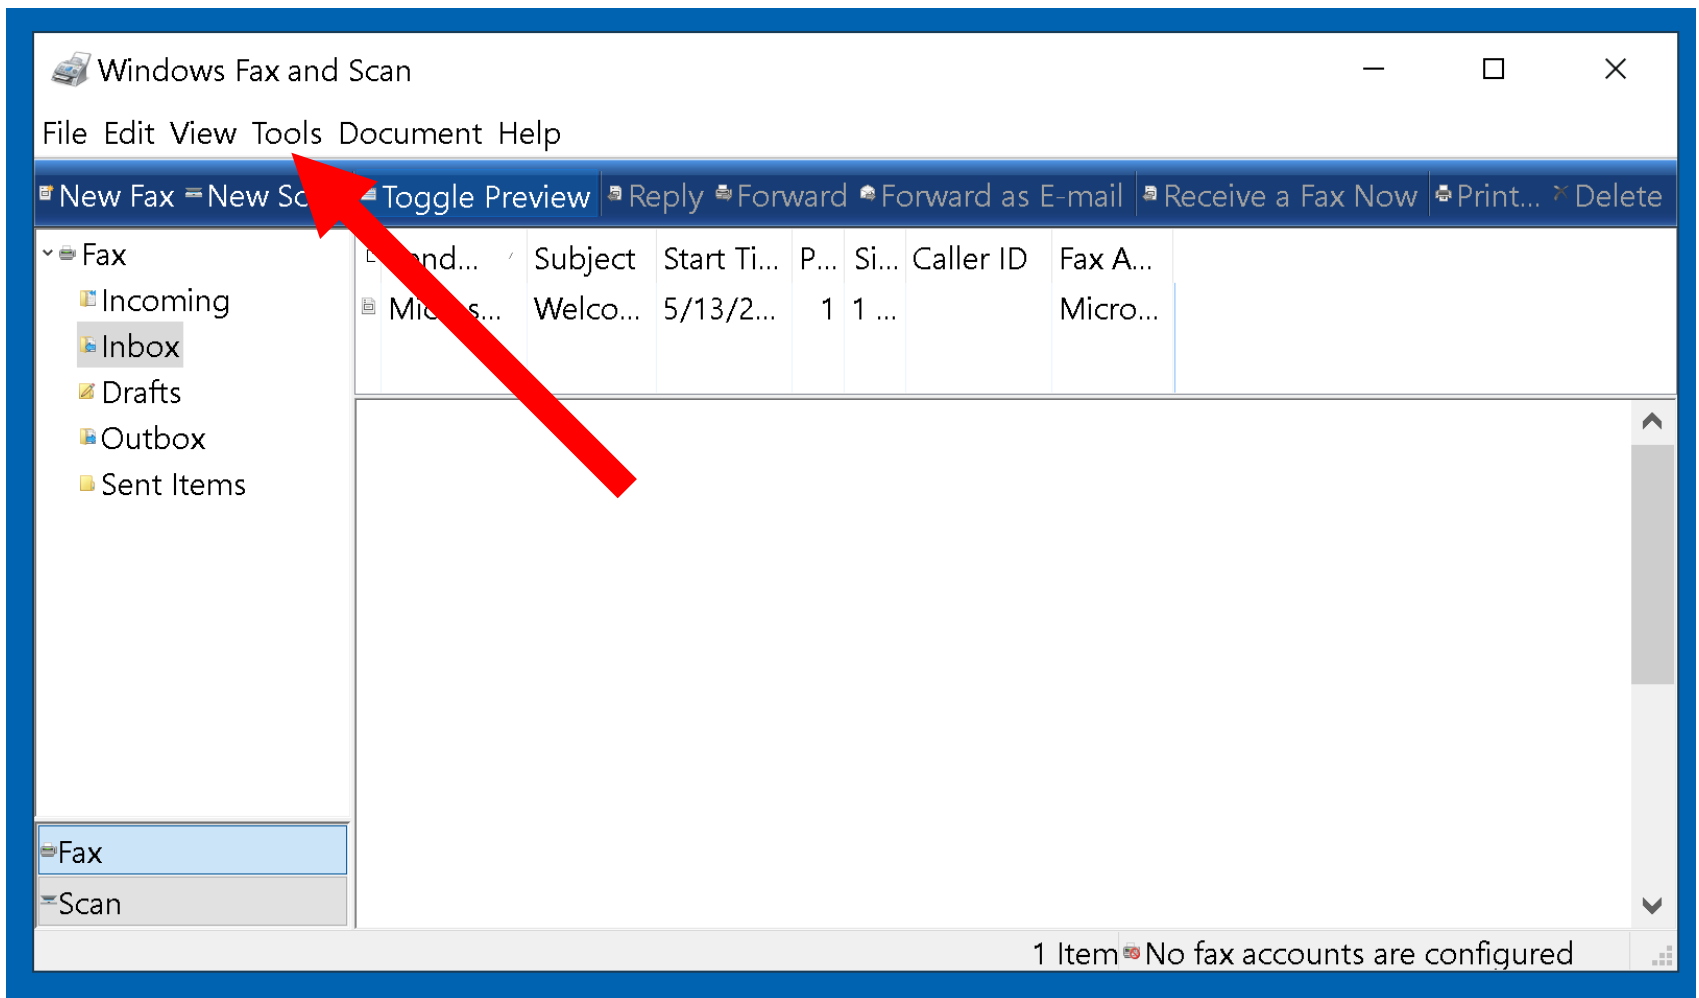 Windows Fax and Scan
File Edit View Tools Document Help
New Fax New Sc Toggle Preview Reply Forward Forward as E-mail Receive a Fax Now Print... Delete
Fax
Incoming
Inbox
Drafts
Outbox
Sent Items
Subject Start Ti... P... Si... Caller ID Fax A...
Welco... 5/13/2... 1 1 ... Micro...
Fax
Scan
1 Item No fax accounts are configured